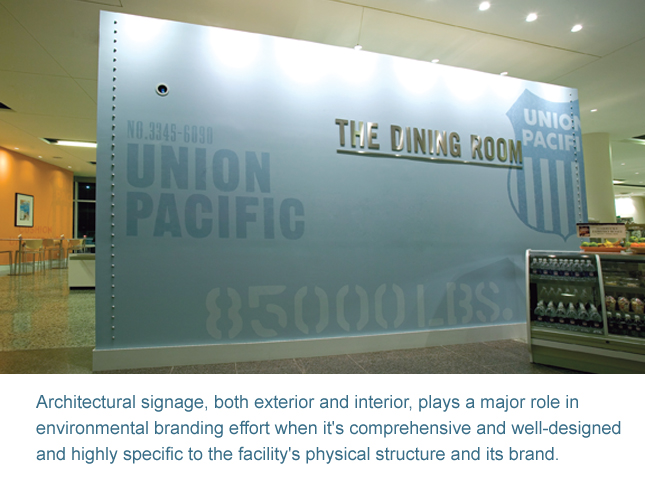 NO.3345-6890
UNION
PACIFIC
THE DINING ROOM
UNION
PACIFIC
85000 LBS.
Architectural signage, both exterior and interior, plays a major role in
environmental branding effort when it's comprehensive and well-designed
and highly specific to the facility's physical structure and its brand.